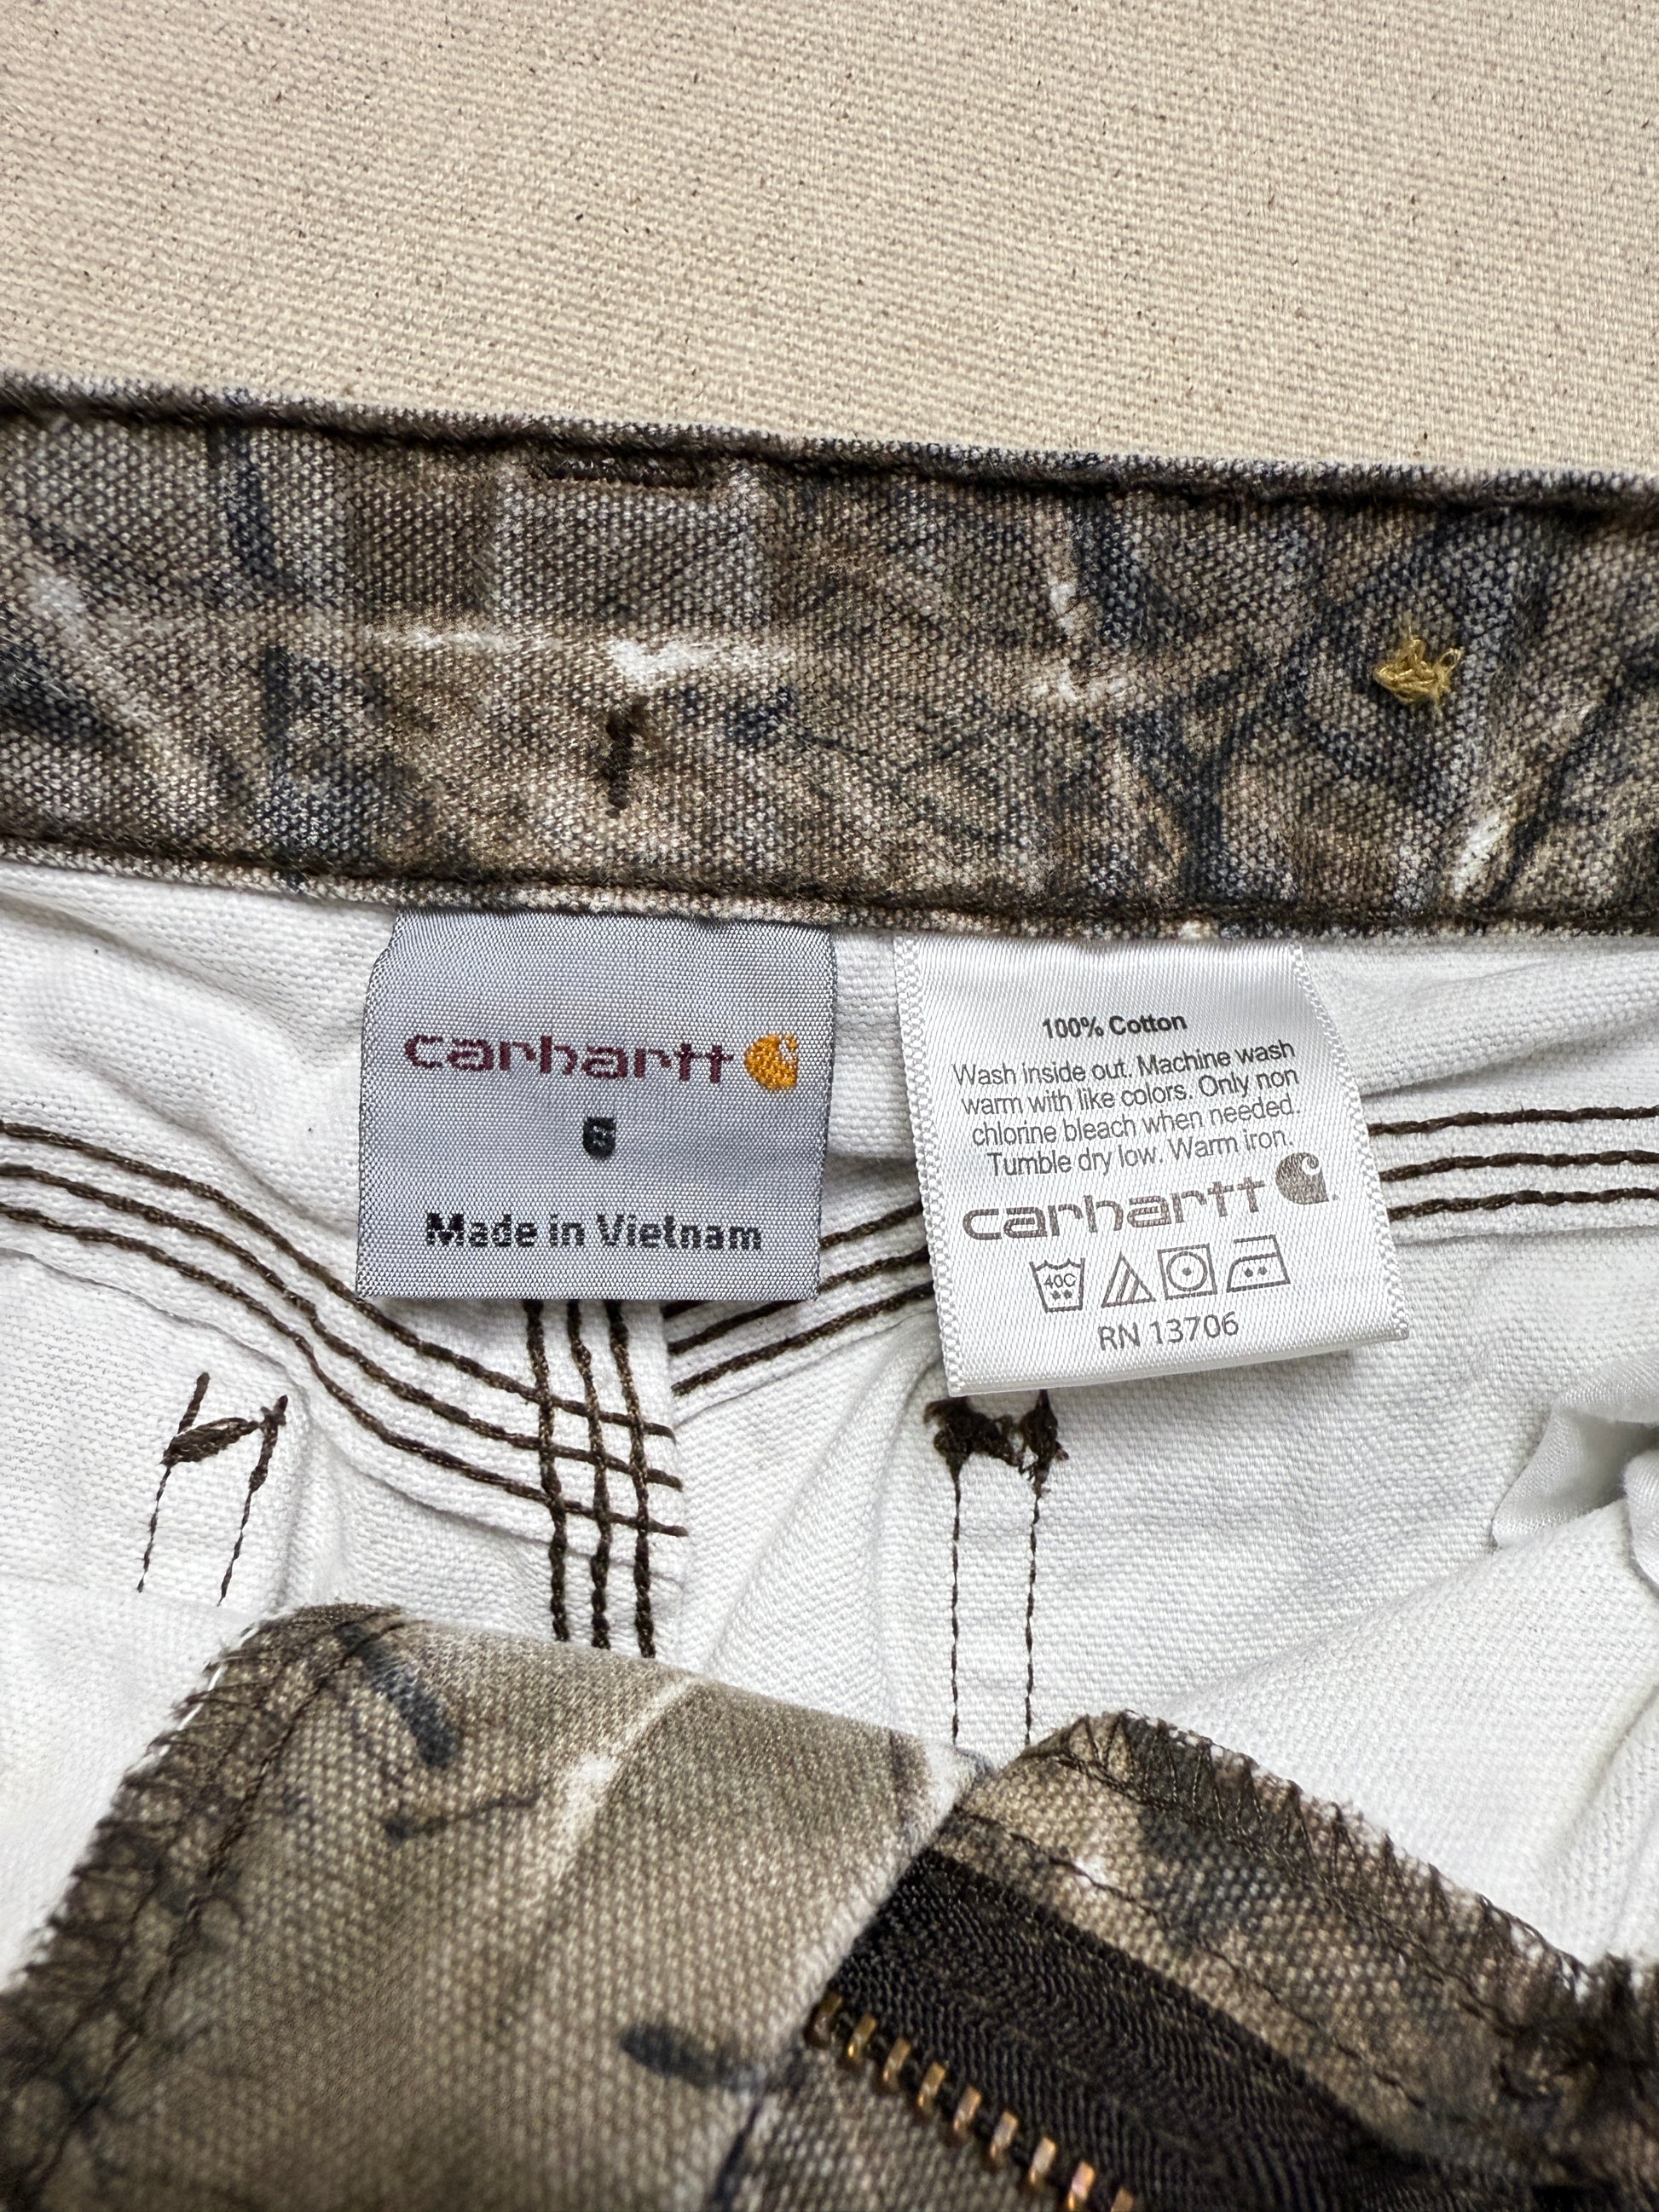 carhartt
6
Made in Vietnam
100% Cotton
Wash inside out. Machine wash
warm with like colors. Only non
chlorine bleach when needed.
Tumble dry low. Warm iron.
carhartt
40C
RN 13706